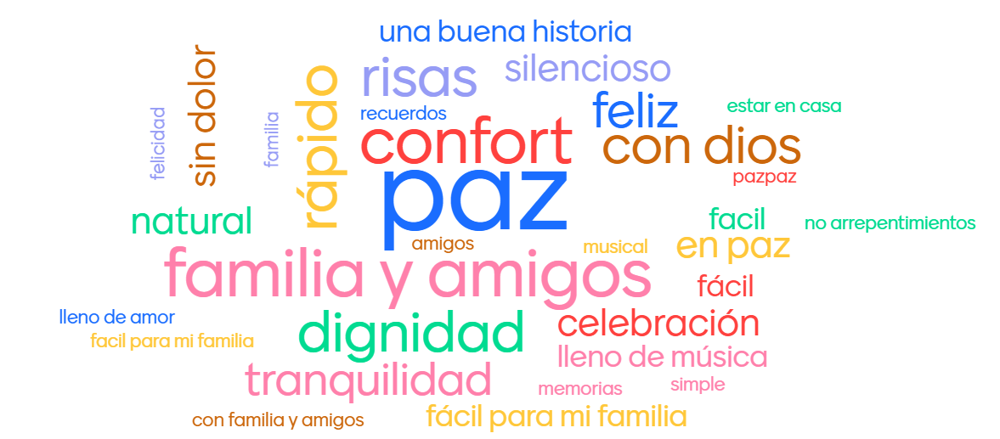 una buena historia
risas
silencioso
sin dolor
rápido
feliz
recuerdos
estar en casa
felicidad
familia
confort
con dios
paz
pazpaz
natural
facil
no arrepentimientos
amigos
musical
en paz
familia y amigos
fácil
lleno de amor
dignidad
celebración
facil para mi familia
lleno de música
tranquilidad
memorias
simple
con familia y amigos
fácil para mi familia